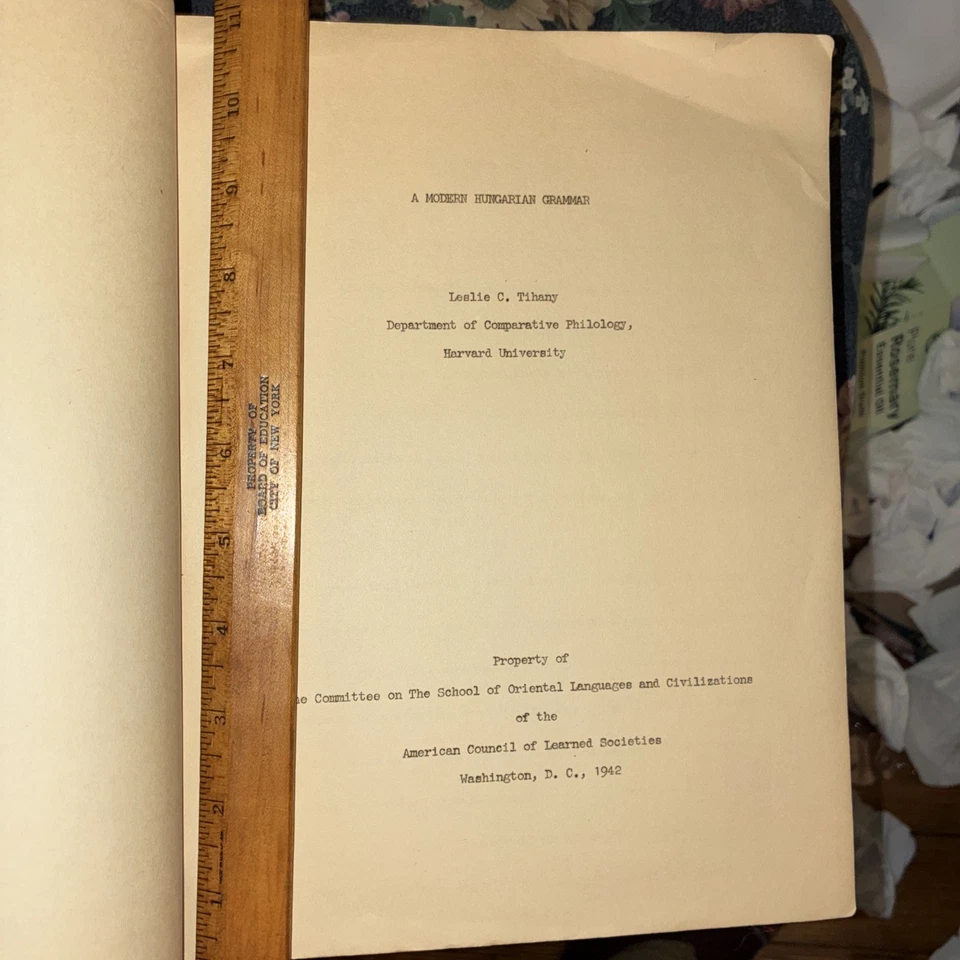 A MODERN HUNGARIAN GRAMMAR
Leslie C. Tihany
Department of Comparative Philology,
Harvard University
Property of
e Committee on The School of Oriental Languages and Civilizations
of the
American Council of Learned Societies
Washington, D. C., 1942
PROPERTY OF
BOARD OF EDUCATION
CITY OF NEW YORK
11
10
9
8
7
6
5
4
3
2
1
Pure
Rosemary
Essential Oil